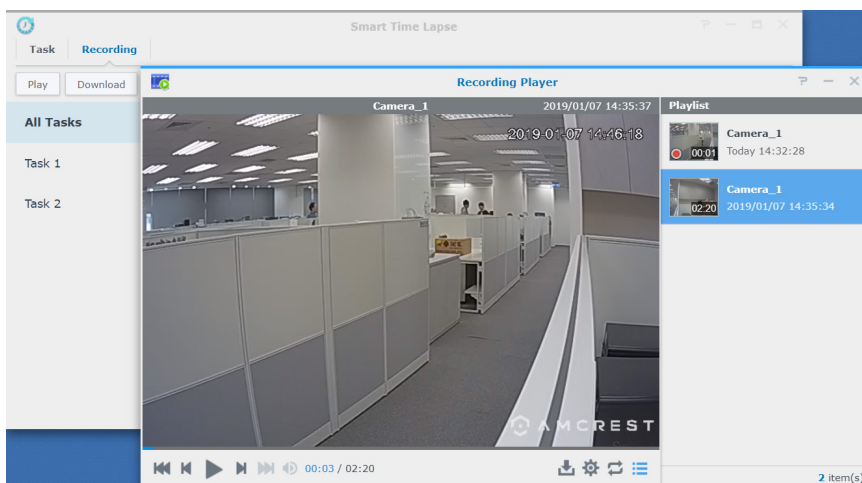 Smart Time Lapse
Task
Recording
Play
Download
Recording Player
Camera_1
2019/01/07 14:35:37
Playlist
2019-01-07 14:46:18
All Tasks
Task 1
Task 2
00:01
Camera_1
Today 14:32:28
02:20
Camera_1
2019/01/07 14:35:34
AMCREST
00:03 / 02:20
2 item(s)